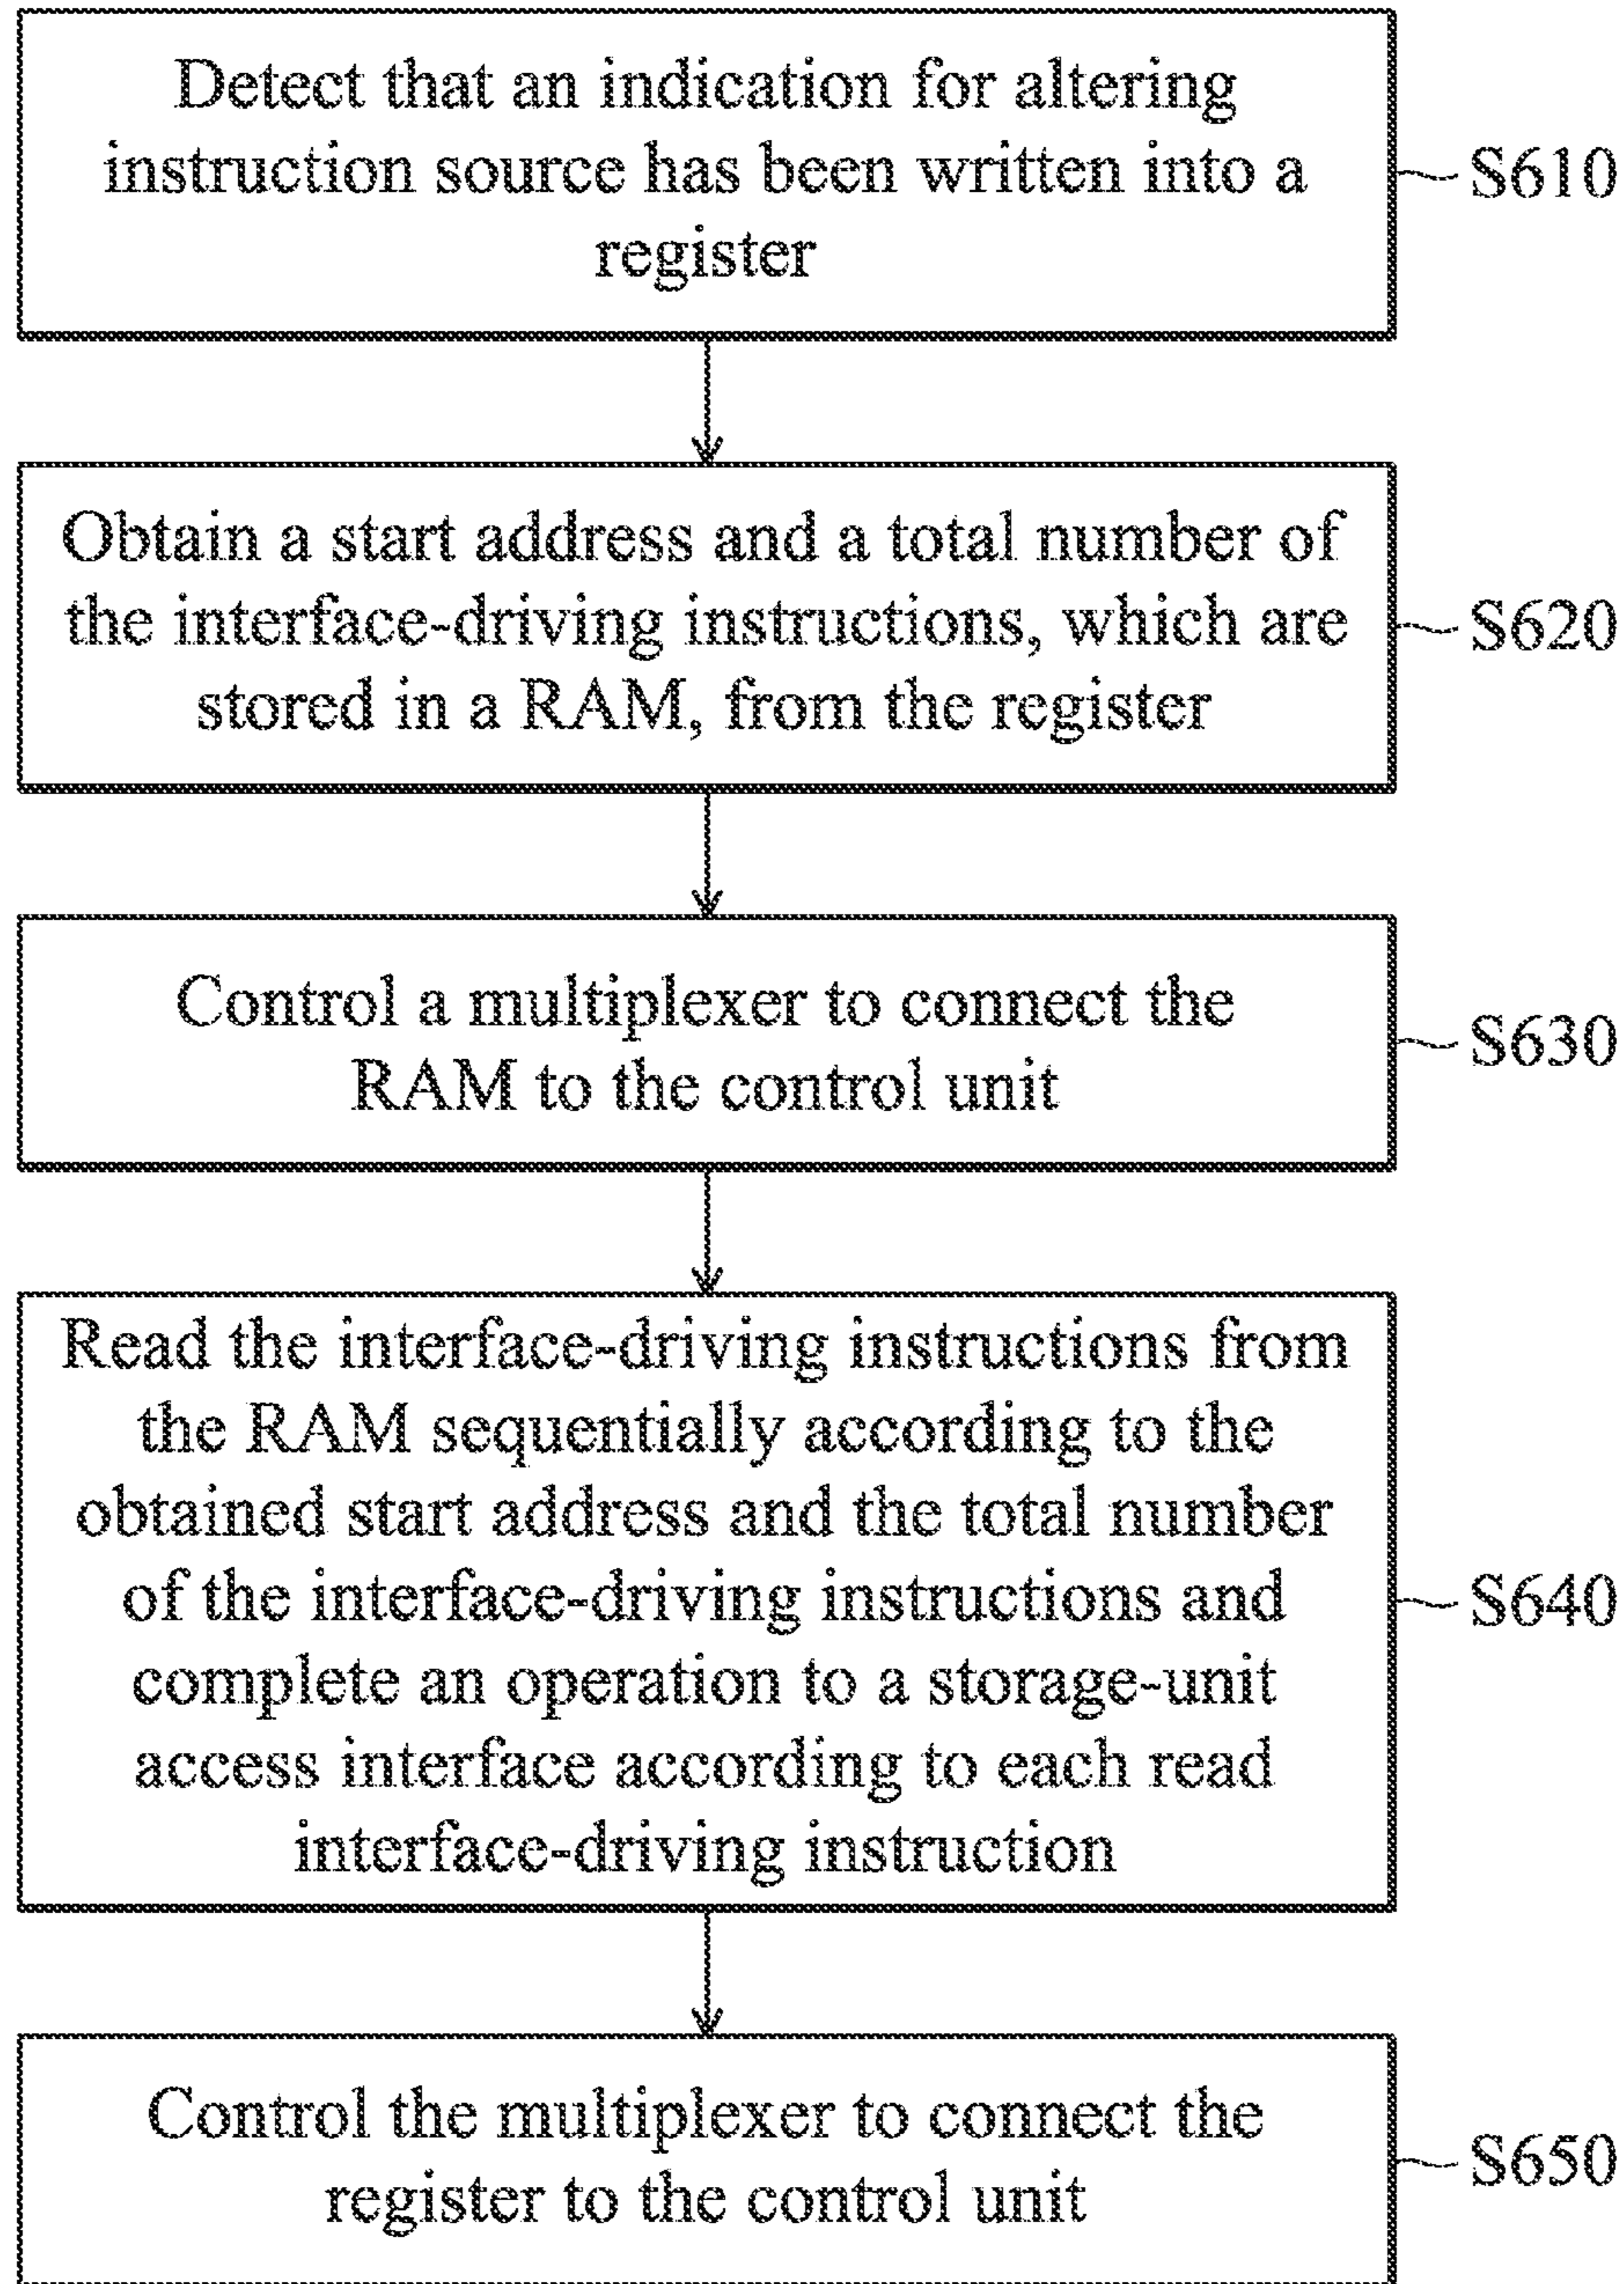 Detect that an indication for altering
instruction source has been written into a
register
S610
Obtain a start address and a total number of
the interface-driving instructions, which are
stored in a RAM, from the register
S620
Control a multiplexer to connect the
RAM to the control unit
S630
Read the interface-driving instructions from
the RAM sequentially according to the
obtained start address and the total number
of the interface-driving instructions and
complete an operation to a storage-unit
access interface according to each read
interface-driving instruction
S640
Control the multiplexer to connect the
register to the control unit
S650